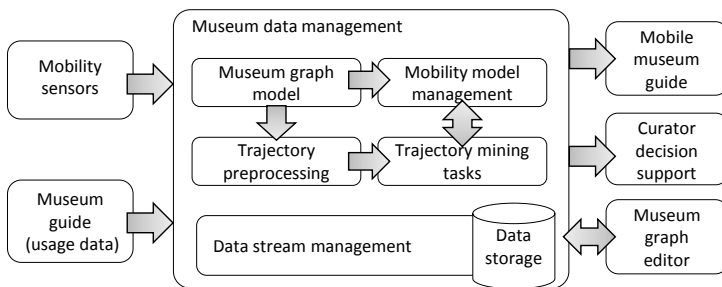 Museum data management
Mobility
sensors
Museum graph
model
Mobility model
management
Mobile
museum
guide
Trajectory
preprocessing
Trajectory mining
tasks
Curator
decision
support
Museum
guide
(usage data)
Data stream management
Data
storage
Museum
graph
editor